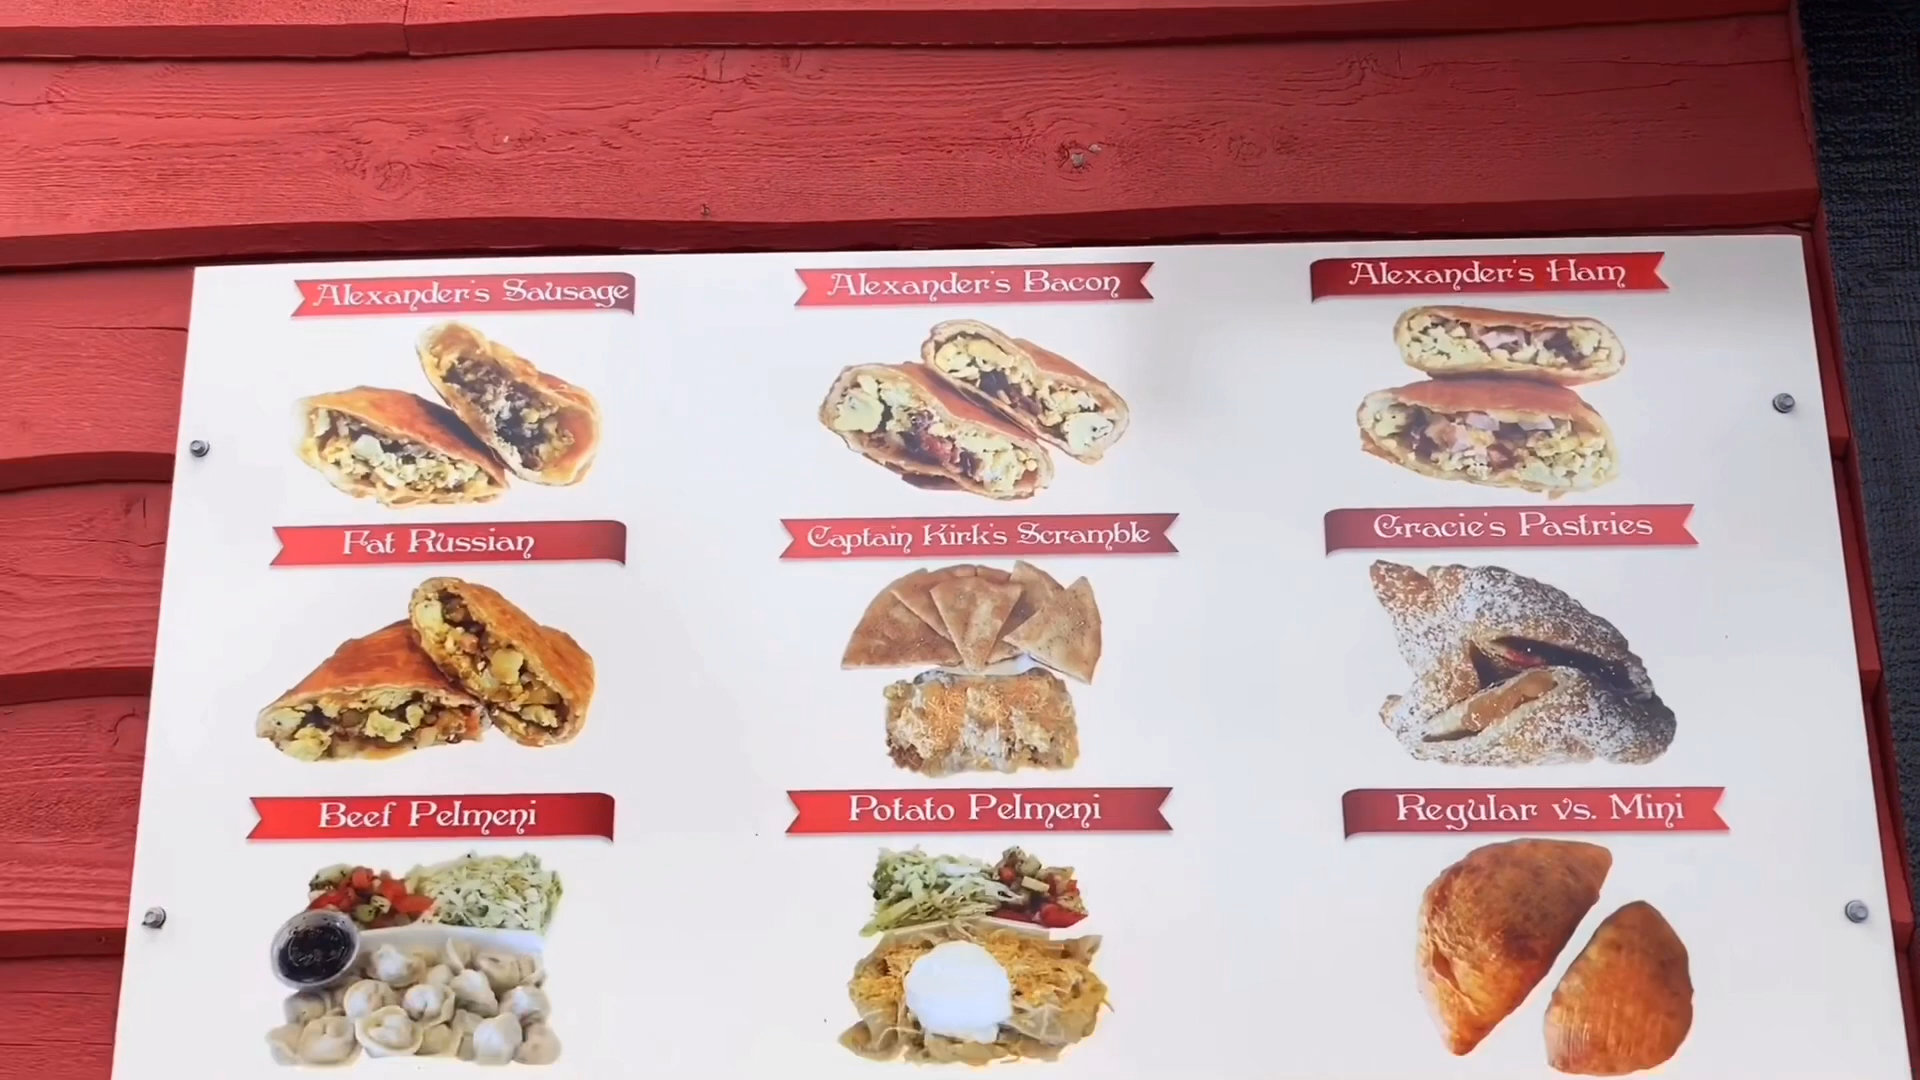 Alexander's Sausage
Alexander's Bacon
Alexander's Ham
Fat Russian
Captain Kirk's Scramble
Gracie's Pastries
Beef Pelmeni
Potato Pelmeni
Regular vs. Mini